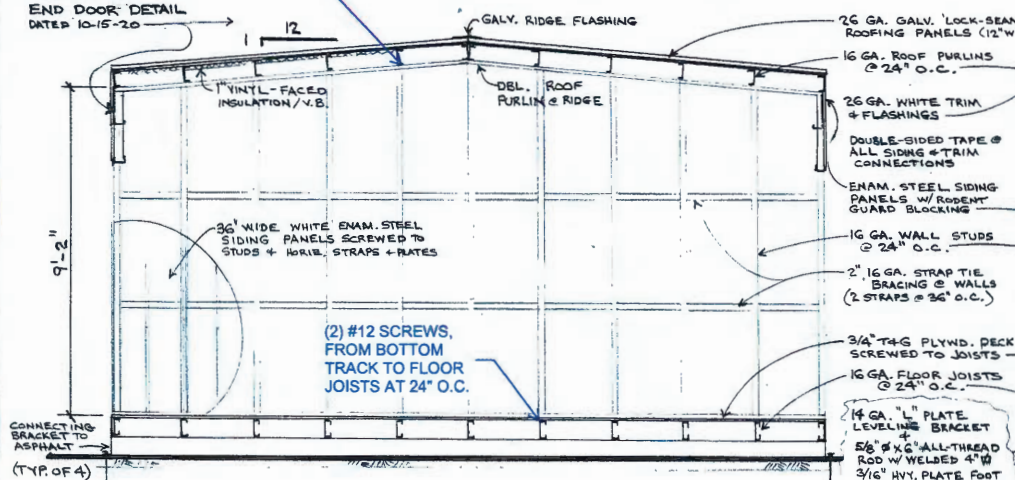 END DOOR DETAIL
DATED 10-15-20
12
1
GALV. RIDGE FLASHING
1" VINYL-FACED
INSULATION/V.B.
DBL. ROOF
PURLIN @ RIDGE
26 GA. GALV. "LOCK-SEAM
ROOFING PANELS (12"W
16 GA. ROOF PURLINS
@ 24" O.C.
26 GA. WHITE TRIM
& FLASHINGS
DOUBLE-SIDED TAPE @
ALL SIDING & TRIM
CONNECTIONS
ENAM. STEEL SIDING
PANELS W/ RODENT
GUARD BLOCKING
16 GA. WALL STUDS
@ 24" O.C.
2", 16 GA. STRAP TIE
BRACING @ WALLS
(2 STRAPS @ 36" O.C.)
9'-2"
36" WIDE WHITE ENAM. STEEL
SIDING PANELS SCREWED TO
STUDS & HORIZ. STRAPS & PLATES
(2) #12 SCREWS,
FROM BOTTOM
TRACK TO FLOOR
JOISTS AT 24" O.C.
3/4" T&G PLYWD. DECK
SCREWED TO JOISTS
16 GA. FLOOR JOISTS
@ 24" O.C.
14 GA. "L" PLATE
LEVELING BRACKET
&
5/8" Ø X 6" ALL-THREAD
ROD W/ WELDED 4" Ø
3/16" HVY. PLATE FOOT
CONNECTING
BRACKET TO
ASPHALT
(TYP. OF 4)